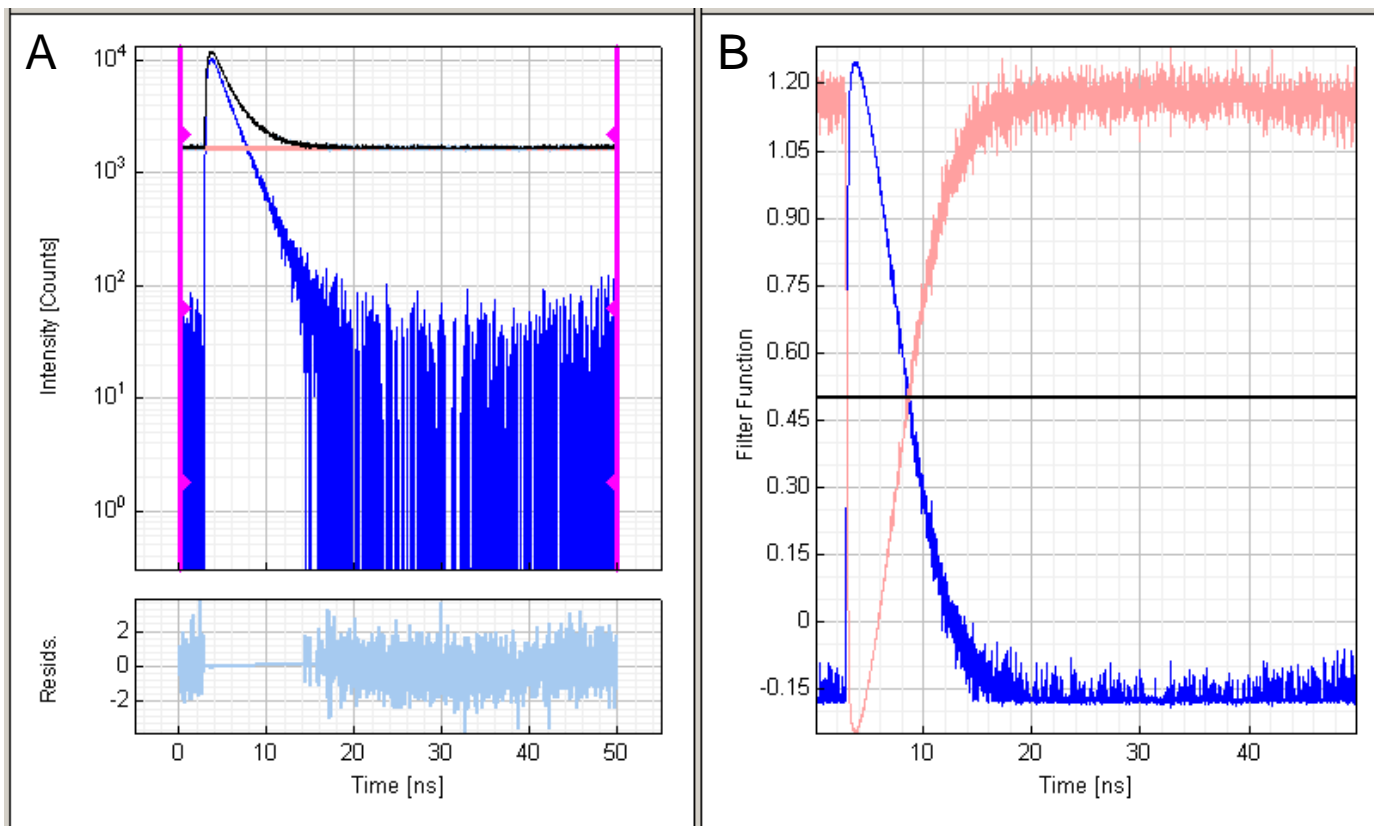 A
10⁴
10³
10²
10¹
10⁰
Intensity [Counts]
2
0
-2
Resids.
0 10 20 30 40 50
Time [ns]
B
1.20
1.05
0.90
0.75
0.60
0.45
0.30
0.15
0
-0.15
Filter Function
10 20 30 40
Time [ns]